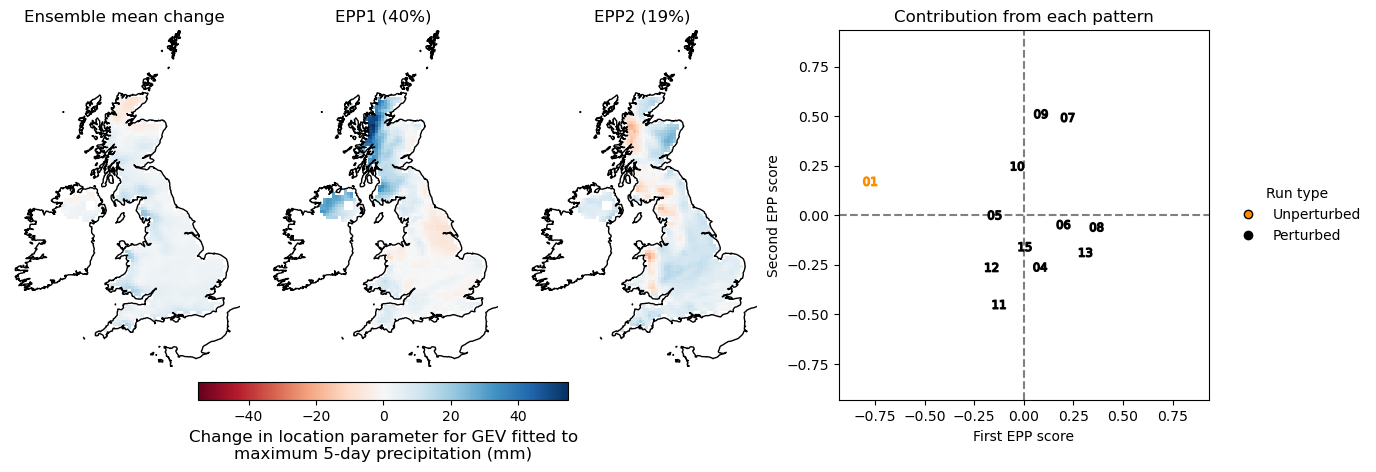 Ensemble mean change
EPP1 (40%)
EPP2 (19%)
Contribution from each pattern
−40
−20
0
20
40
Change in location parameter for GEV fitted to
maximum 5-day precipitation (mm)
Second EPP score
0.75
0.50
0.25
0.00
−0.25
−0.50
−0.75
09
07
10
01
05
06
08
15
13
12
04
11
−0.75
−0.50
−0.25
0.00
0.25
0.50
0.75
First EPP score
Run type
Unperturbed
Perturbed